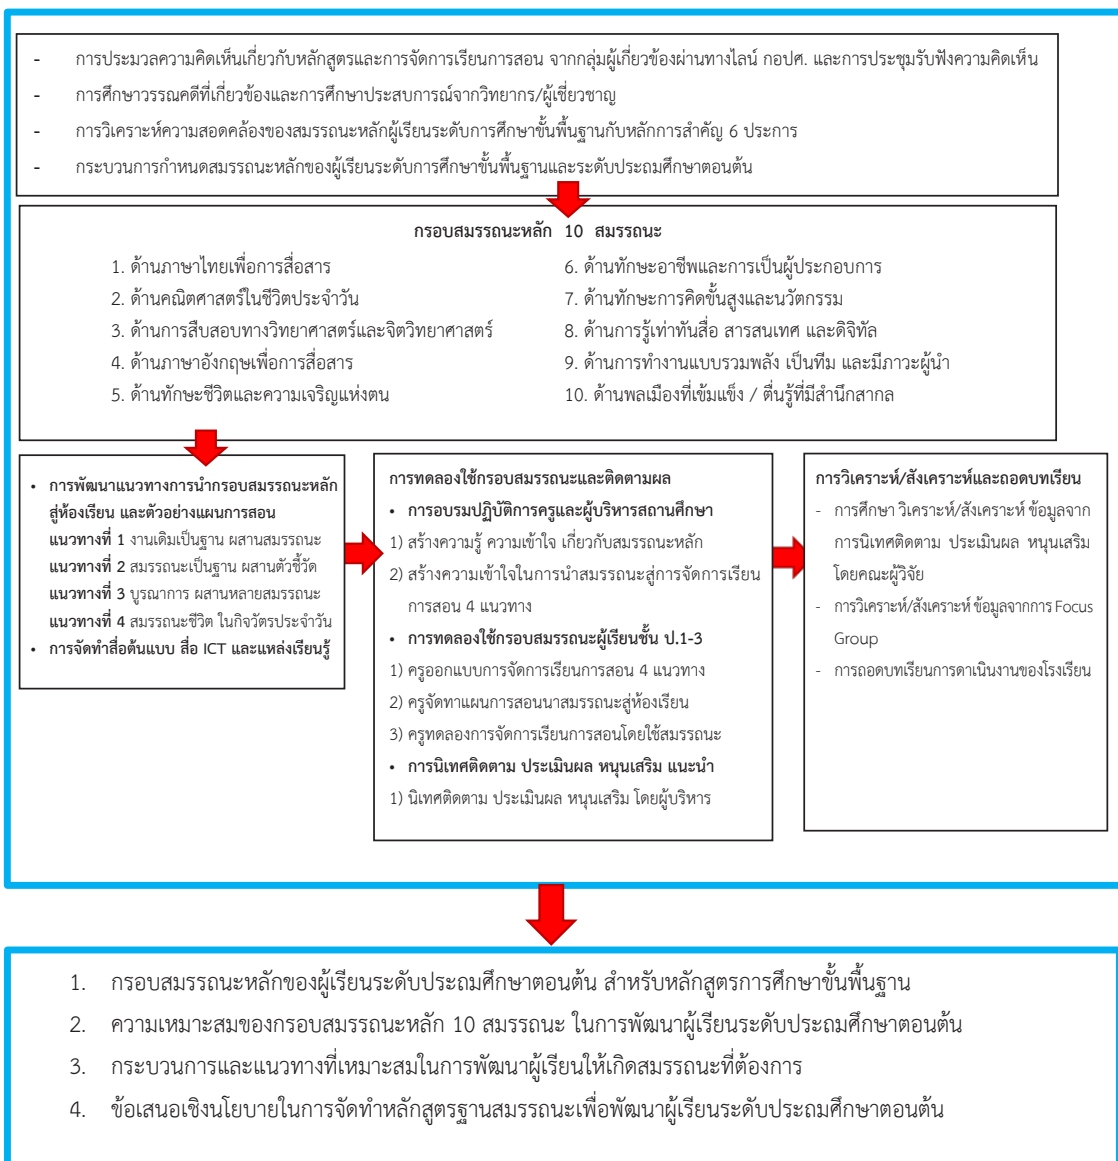 - การประมวลความคิดเห็นเกี่ยวกับหลักสูตรและการจัดการเรียนการสอน จากกลุ่มผู้เกี่ยวข้องผ่านทางไลน์ กอปศ. และการประชุมรับฟังความคิดเห็น
- การศึกษาวรรณคดีที่เกี่ยวข้องและการศึกษาประสบการณ์จากวิทยากร/ผู้เชี่ยวชาญ
- การวิเคราะห์ความสอดคล้องของสมรรถนะหลักผู้เรียนระดับการศึกษาขั้นพื้นฐานกับหลักการสำคัญ 6 ประการ
- กระบวนการกำหนดสมรรถนะหลักของผู้เรียนระดับการศึกษาขั้นพื้นฐานและระดับประถมศึกษาตอนต้น
กรอบสมรรถนะหลัก 10 สมรรถนะ
1. ด้านภาษาไทยเพื่อการสื่อสาร
2. ด้านคณิตศาสตร์ในชีวิตประจำวัน
3. ด้านการสืบสอบทางวิทยาศาสตร์และจิตวิทยาศาสตร์
4. ด้านภาษาอังกฤษเพื่อการสื่อสาร
5. ด้านทักษะชีวิตและความเจริญแห่งตน
6. ด้านทักษะอาชีพและการเป็นผู้ประกอบการ
7. ด้านทักษะการคิดขั้นสูงและนวัตกรรม
8. ด้านการรู้เท่าทันสื่อ สารสนเทศ และดิจิทัล
9. ด้านการทำงานแบบรวมพลัง เป็นทีม และมีภาวะผู้นำ
10. ด้านพลเมืองที่เข้มแข็ง / ตื่นรู้ที่มีสำนึกสากล
• การพัฒนาแนวทางการนำกรอบสมรรถนะหลัก
สู่ห้องเรียน และตัวอย่างแผนการสอน
แนวทางที่ 1 งานเดิมเป็นฐาน ผสานสมรรถนะ
แนวทางที่ 2 สมรรถนะเป็นฐาน ผสานตัวชี้วัด
แนวทางที่ 3 บูรณาการ ผสานหลายสมรรถนะ
แนวทางที่ 4 สมรรถนะชีวิต ในกิจวัตรประจำวัน
• การจัดทำสื่อต้นแบบ สื่อ ICT และแหล่งเรียนรู้
การทดลองใช้กรอบสมรรถนะและติดตามผล
• การอบรมปฏิบัติการครูและผู้บริหารสถานศึกษา
1) สร้างความรู้ ความเข้าใจ เกี่ยวกับสมรรถนะหลัก
2) สร้างความเข้าใจในการนำสมรรถนะสู่การจัดการเรียน
การสอน 4 แนวทาง
• การทดลองใช้กรอบสมรรถนะผู้เรียนชั้น ป.1-3
1) ครูออกแบบการจัดการเรียนการสอน 4 แนวทาง
2) ครูจัดทาแผนการสอนนาสมรรถนะสู่ห้องเรียน
3) ครูทดลองการจัดการเรียนการสอนโดยใช้สมรรถนะ
• การนิเทศติดตาม ประเมินผล หนุนเสริม แนะนำ
1) นิเทศติดตาม ประเมินผล หนุนเสริม โดยผู้บริหาร
การวิเคราะห์/สังเคราะห์และถอดบทเรียน
- การศึกษา วิเคราะห์/สังเคราะห์ ข้อมูลจาก
การนิเทศติดตาม ประเมินผล หนุนเสริม
โดยคณะผู้วิจัย
- การวิเคราะห์/สังเคราะห์ ข้อมูลจากการ Focus
Group
- การถอดบทเรียนการดาเนินงานของโรงเรียน
1. กรอบสมรรถนะหลักของผู้เรียนระดับประถมศึกษาตอนต้น สำหรับหลักสูตรการศึกษาขั้นพื้นฐาน
2. ความเหมาะสมของกรอบสมรรถนะหลัก 10 สมรรถนะ ในการพัฒนาผู้เรียนระดับประถมศึกษาตอนต้น
3. กระบวนการและแนวทางที่เหมาะสมในการพัฒนาผู้เรียนให้เกิดสมรรถนะที่ต้องการ
4. ข้อเสนอเชิงนโยบายในการจัดทำหลักสูตรฐานสมรรถนะเพื่อพัฒนาผู้เรียนระดับประถมศึกษาตอนต้น